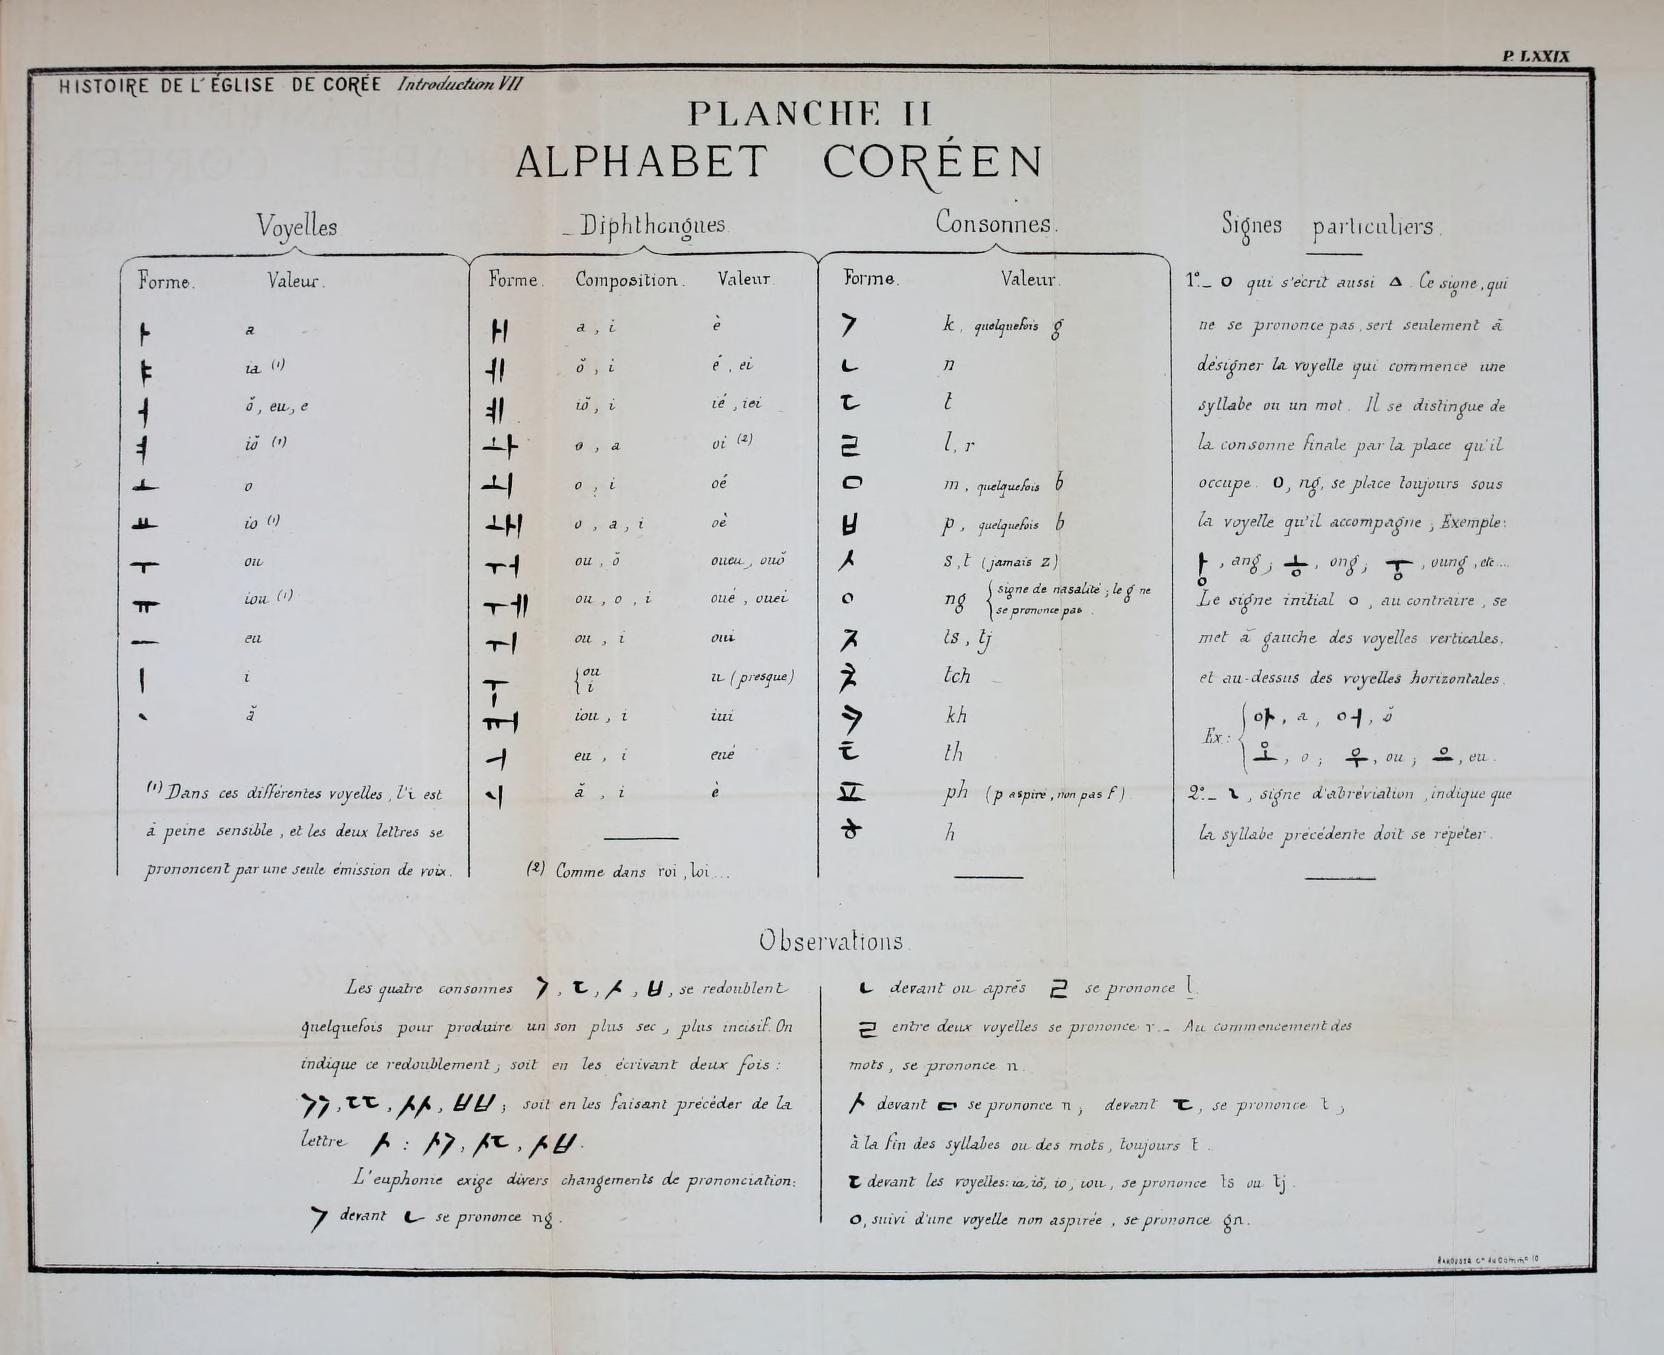 P. LXXIX
HISTOIRE DE L'ÉGLISE DE CORÉE Introduction VII
PLANCHE II
ALPHABET CORÉEN
Voyelles
Forme. Valeur.
ㅏ a
ㅑ ia (1)
ㅓ ŏ, eu, e
ㅕ iŏ (1)
ㅗ o
ㅛ io (1)
ㅜ ou
ㅠ iou (1)
ㅡ eu
ㅣ i
ㆍ ă
(1) Dans ces différentes voyelles, l'i est
à peine sensible, et les deux lettres se
prononcent par une seule émission de voix.
Diphthongues
Forme. Composition. Valeur.
ㅐ a, i è
ㅔ ŏ, i é, ei
ㅖ iŏ, i ié, iei
ㅘ o, a oi (2)
ㅚ o, i oé
ㅙ o, a, i oè
ㅝ ou, ŏ oueu, ouŏ
ㅞ ou, o, i oué, ouei
ㅟ ou, i oui
ㅜ ou
ㅣ i u (presque)
ㆌ iou, i iui
ㅢ eu, i eué
ㆎ ă, i è
(2) Comme dans roi, loi...
Consonnes.
Forme. Valeur.
ㄱ k, quelquefois g
ㄴ n
ㄷ t
ㄹ l, r
ㅁ m, quelquefois b
ㅂ p, quelquefois b
ㅅ s, t (jamais z)
ㅇ ng signe de nasalité; le g ne
se prononce pas.
ㅈ ts, tj
ㅊ tch
ㅋ kh
ㅌ th
ㅍ ph (p aspiré, non pas f)
ㅎ h
Signes particuliers.
1°_ ㅇ qui s'écrit aussi ㅿ. Ce signe, qui
ne se prononce pas, sert seulement à
désigner la voyelle qui commence une
syllabe ou un mot. Il se distingue de
la consonne finale par la place qu'il
occupe. ㅇ, ng, se place toujours sous
la voyelle qu'il accompagne; Exemple:
ㅏㅇ, ang; ㅗㅇ, ong; ㅜㅇ, oung, etc....
Le signe initial ㅇ, au contraire, se
met à gauche des voyelles verticales,
et au-dessus des voyelles horizontales.
Ex: 아, a, 어, ŏ
오, o; 우, ou; 으, eu.
2°_ ㄟ, signe d'abréviation, indique que
la syllabe précédente doit se répéter.
Observations.
Les quatre consonnes ㄱ, ㄷ, ㅅ, ㅂ, se redoublent
quelquefois pour produire un son plus sec, plus incisif. On
indique ce redoublement; soit en les écrivant deux fois:
ㄲ, ㄸ, ㅆ, ㅃ; soit en les faisant précéder de la
lettre ㅅ: ㅺ, ㅼ, ㅽ.
L'euphonie exige divers changements de prononciation:
ㄱ devant ㄴ se prononce ng.
ㄴ devant ou après ㄹ se prononce l.
ㄹ entre deux voyelles se prononce r._ Au commencement des
mots, se prononce n.
ㅅ devant ㅁ se prononce n; devant ㄷ, se prononce t;
à la fin des syllabes ou des mots, toujours t.
ㄷ devant les voyelles: ia, iŏ, io, iou, se prononce ts ou tj.
ㅇ, suivi d'une voyelle non aspirée, se prononce gn.